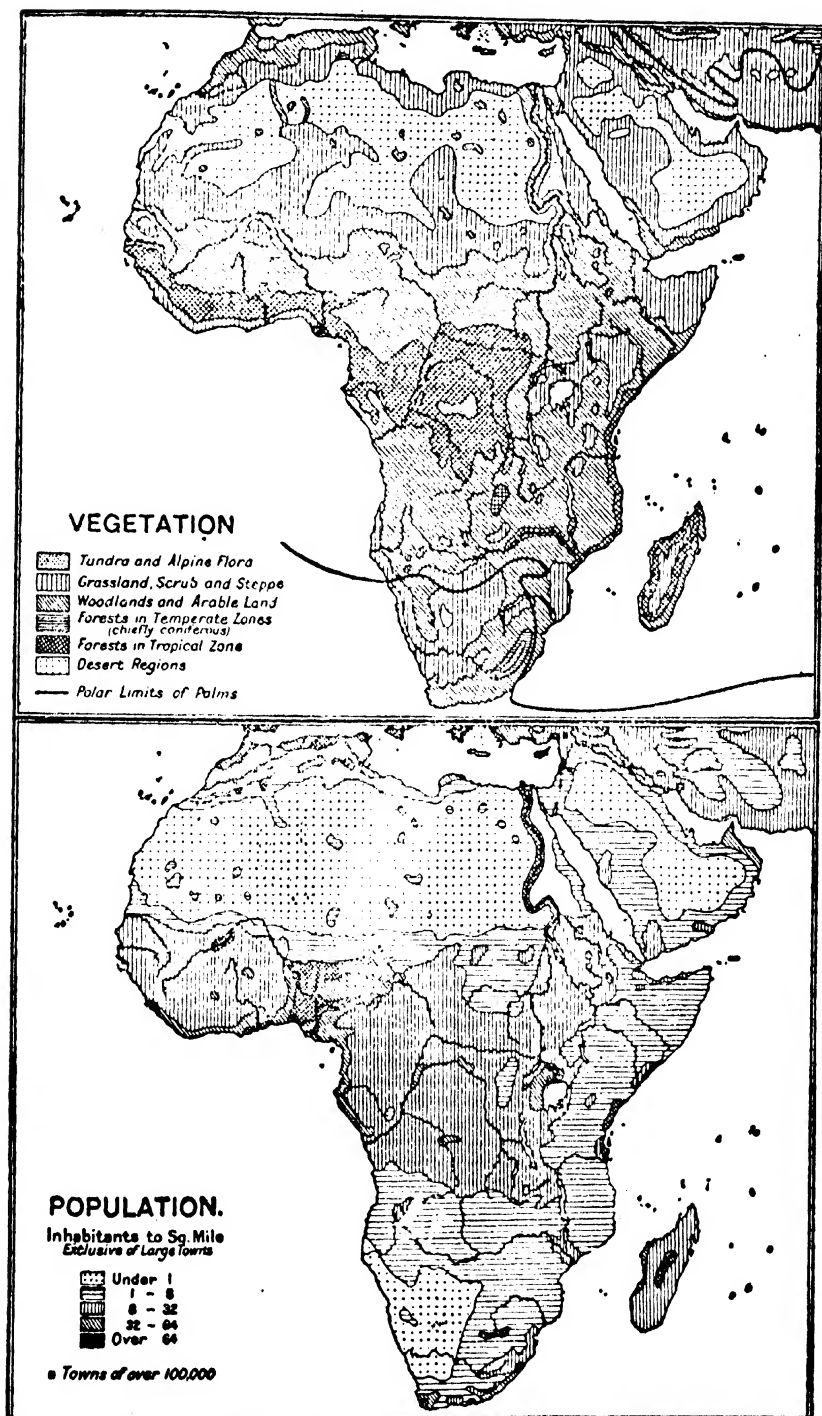 VEGETATION
Tundra and Alpine Flora
Grassland, Scrub and Steppe
Woodlands and Arable Land
Forests in Temperate Zones
(chiefly coniferous)
Forests in Tropical Zone
Desert Regions
Polar Limits of Palms
POPULATION.
Inhabitants to Sq. Mile
Exclusive of Large Towns
Under 1
1 - 8
8 - 32
32 - 64
Over 64
Towns of over 100,000